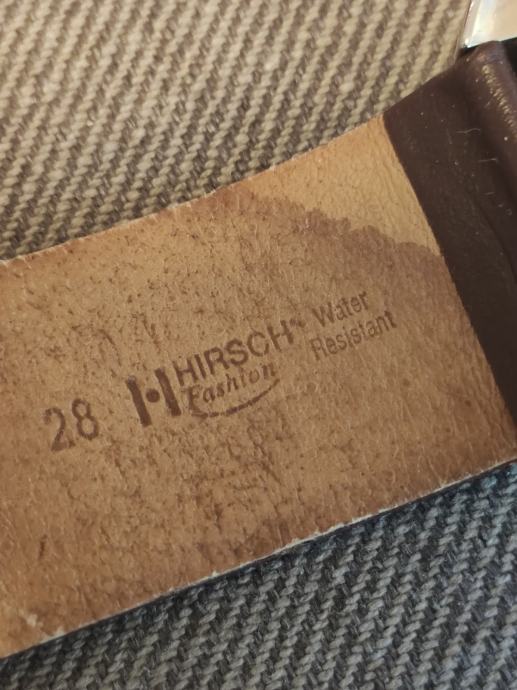 28
HIRSCH®
Fashion
Water
Resistant